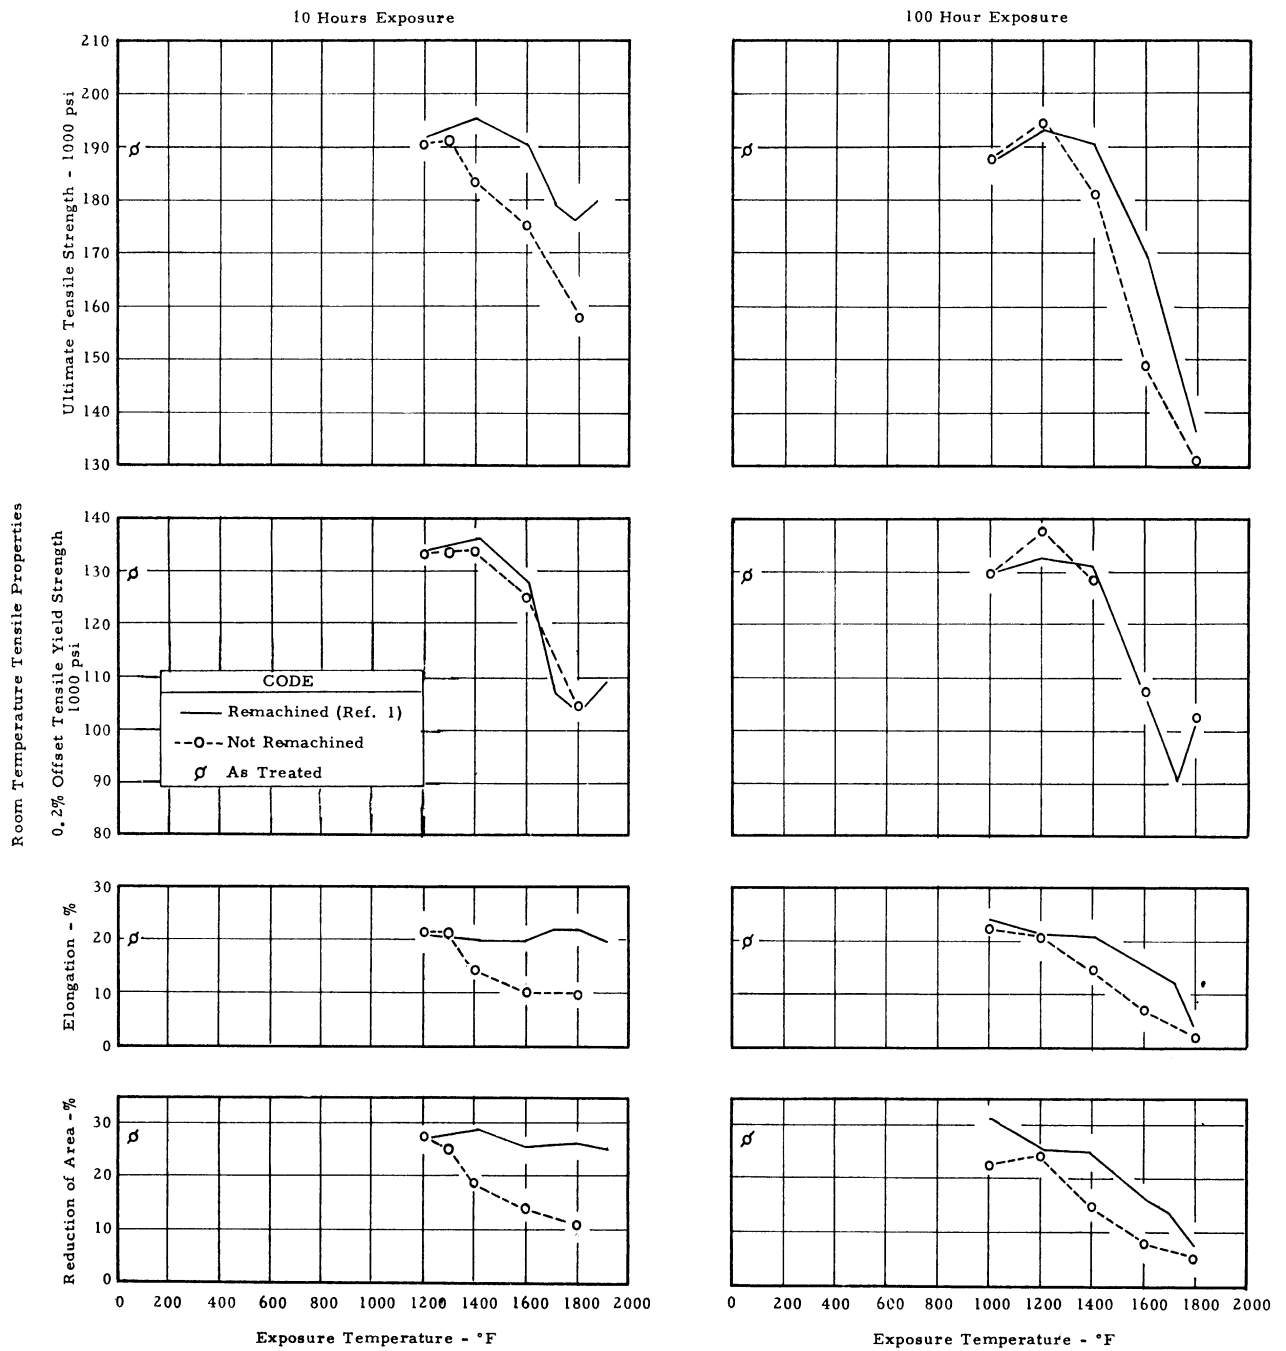 10 Hours Exposure
100 Hour Exposure
Room Temperature Tensile Properties
Ultimate Tensile Strength - 1000 psi
210
200
190
180
170
160
150
140
130
0.2% Offset Tensile Yield Strength
1000 psi
140
130
120
110
100
90
80
CODE
Remachined (Ref. 1)
Not Remachined
As Treated
Elongation - %
30
20
10
0
Reduction of Area - %
30
20
10
0
0 200 400 600 800 1000 1200 1400 1600 1800 2000
0 200 400 600 800 1000 1200 1400 1600 1800 2000
Exposure Temperature - °F
Exposure Temperature - °F